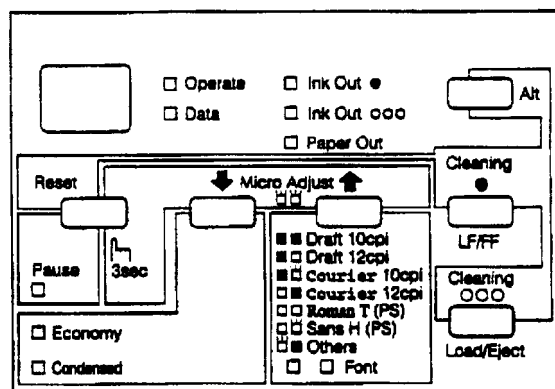 Operate
Data
Ink Out ●
Ink Out ○○○
Paper Out
Alt
Reset
Micro Adjust
Cleaning
●
LF/FF
3sec
Pause
Cleaning
○○○
Load/Eject
Draft 10cpi
Draft 12cpi
Courier 10cpi
Courier 12cpi
Roman T (PS)
Sans H (PS)
Others
Font
Economy
Condensed